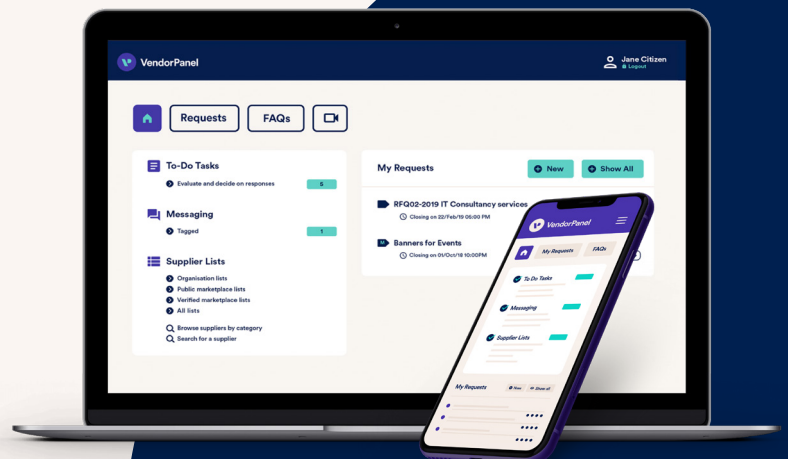 VendorPanel
Jane Citizen
Logout
Requests
FAQs
To-Do Tasks
Evaluate and decide on responses
5
Messaging
Tagged
1
Supplier Lists
Organisation lists
Public marketplace lists
Verified marketplace lists
All lists
Browse suppliers by category
Search for a supplier
My Requests
New
Show All
RFQ02-2019 IT Consultancy services
Closing on 22/Feb/19 05:00 PM
M
Banners for Events
Closing on 01/Oct/18 10:00PM
VendorPanel
My Requests
FAQs
To Do Tasks
Messaging
Supplier Lists
My Requests
New
Show all